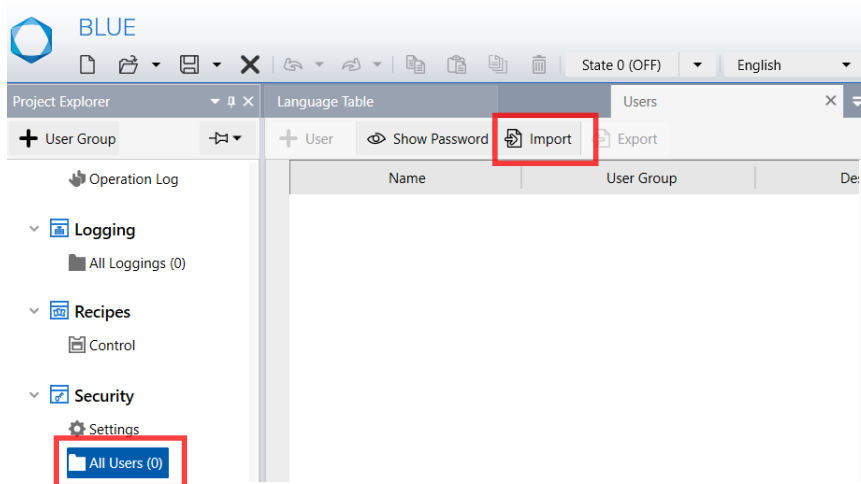 BLUE
State 0 (OFF)
English
Project Explorer
Language Table
Users
User Group
User
Show Password
Import
Export
Name
User Group
Operation Log
Logging
All Loggings (0)
Recipes
Control
Security
Settings
All Users (0)